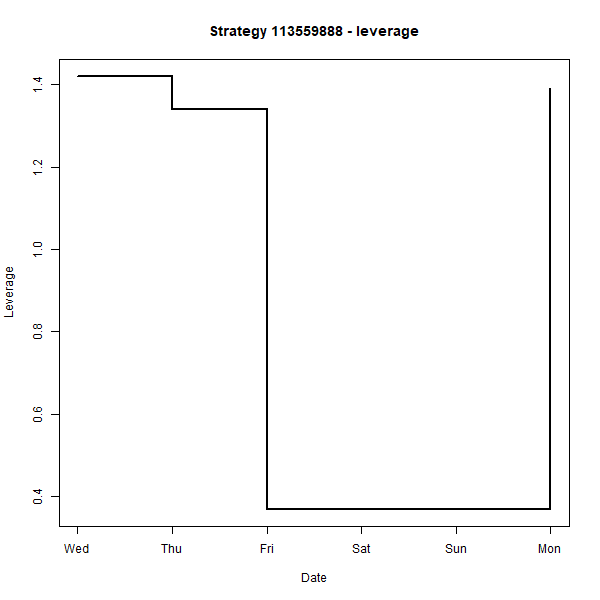 Strategy 113559888 - leverage
1.4
1.2
1.0
0.8
0.6
0.4
Leverage
Wed Thu Fri Sat Sun Mon
Date